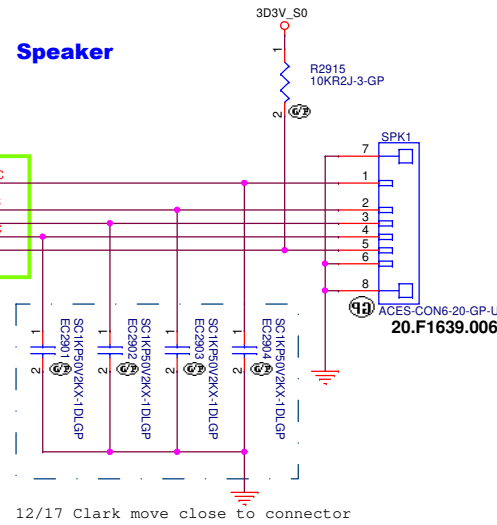 3D3V_S0
Speaker
1
R2915
10KR2J-3-GP
2
SPK1
7
1
2
3
4
5
6
8
ACES-CON6-20-GP-U
20.F1639.006
1
2
EC2901
SC1KP50V2KX-1DLGP
1
2
EC2902
SC1KP50V2KX-1DLGP
1
2
EC2903
SC1KP50V2KX-1DLGP
1
2
EC2904
SC1KP50V2KX-1DLGP
12/17 Clark move close to connector